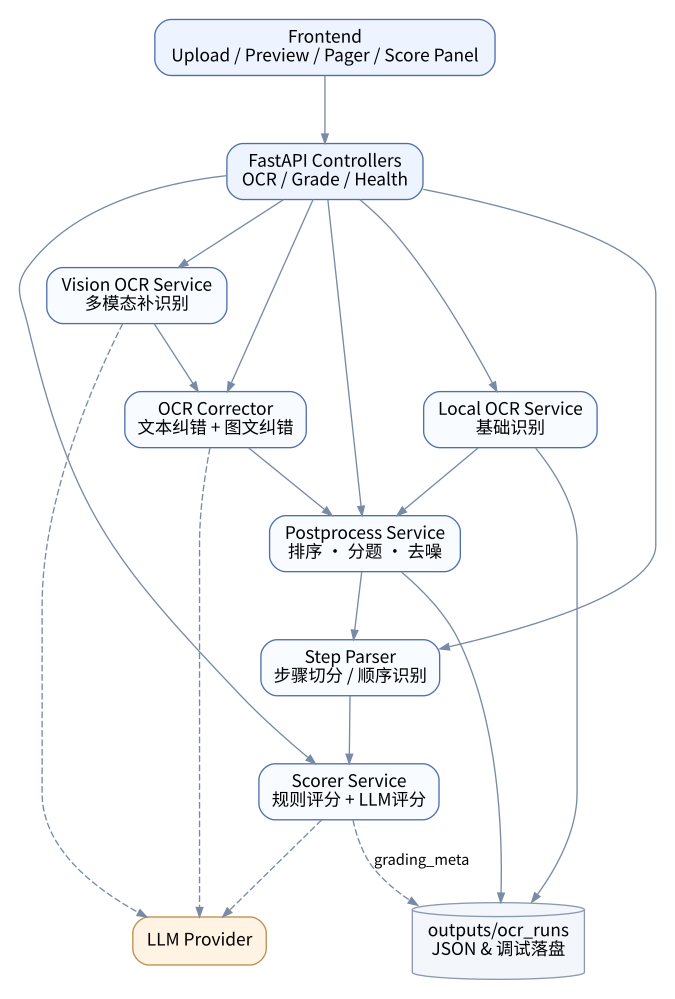 Frontend
Upload / Preview / Pager / Score Panel
FastAPI Controllers
OCR / Grade / Health
Vision OCR Service
多模态补识别
OCR Corrector
文本纠错 + 图文纠错
Local OCR Service
基础识别
Postprocess Service
排序 · 分题 · 去噪
Step Parser
步骤切分 / 顺序识别
Scorer Service
规则评分 + LLM评分
grading_meta
LLM Provider
outputs/ocr_runs
JSON & 调试落盘